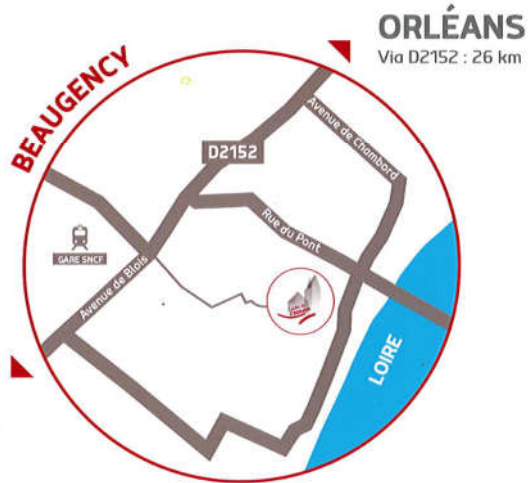 ORLÉANS
Via D2152 : 26 km
BEAUGENCY
Avenue de Chambord
D2152
Rue du Pont
GARE SNCF
Avenue de Blois
LOIRE